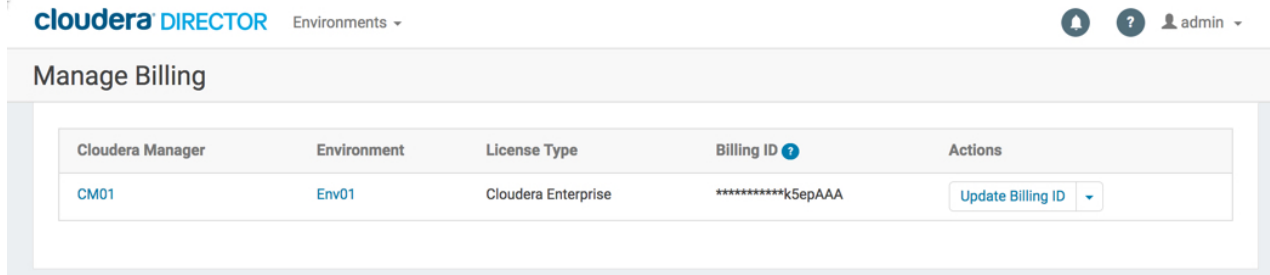 cloudera DIRECTOR Environments ? admin
Manage Billing
Cloudera Manager Environment License Type Billing ID ? Actions
CM01 Env01 Cloudera Enterprise ***********k5epAAA Update Billing ID